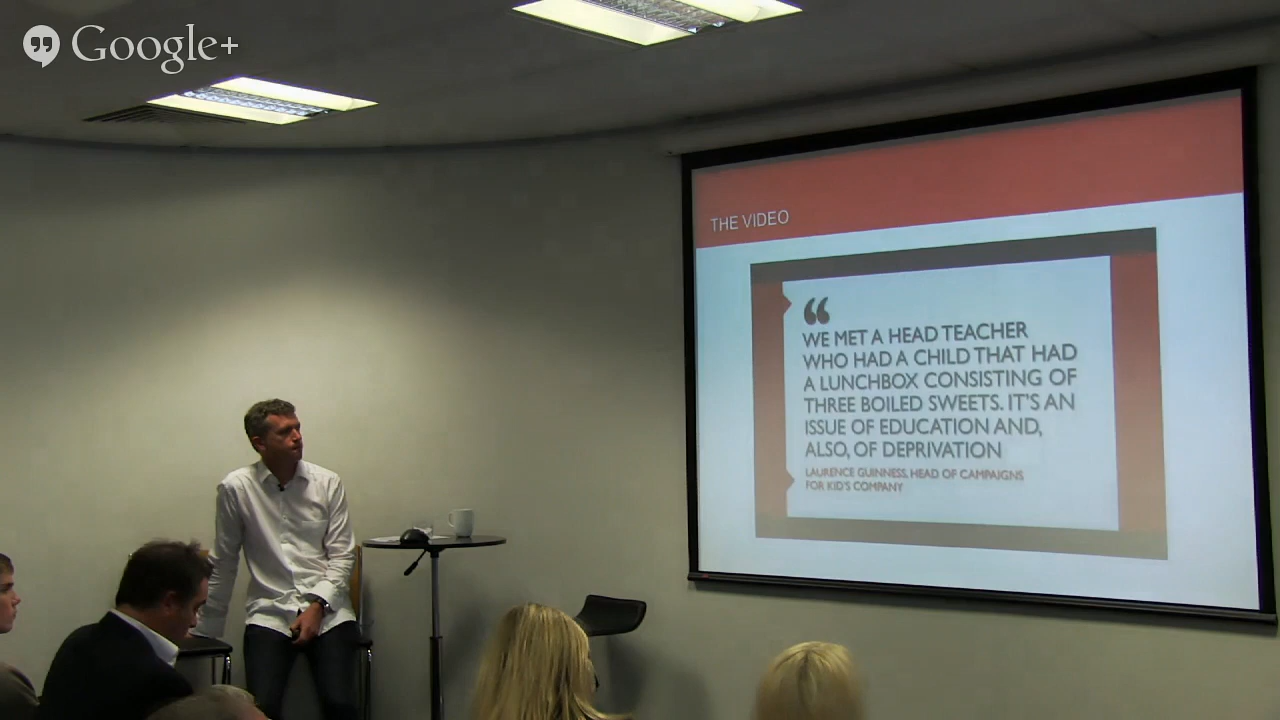 Google+
THE VIDEO
“
WE MET A HEAD TEACHER
WHO HAD A CHILD THAT HAD
A LUNCHBOX CONSISTING OF
THREE BOILED SWEETS. IT'S AN
ISSUE OF EDUCATION AND,
ALSO, OF DEPRIVATION
LAURENCE GUINNESS, HEAD OF CAMPAIGNS
FOR KID'S COMPANY